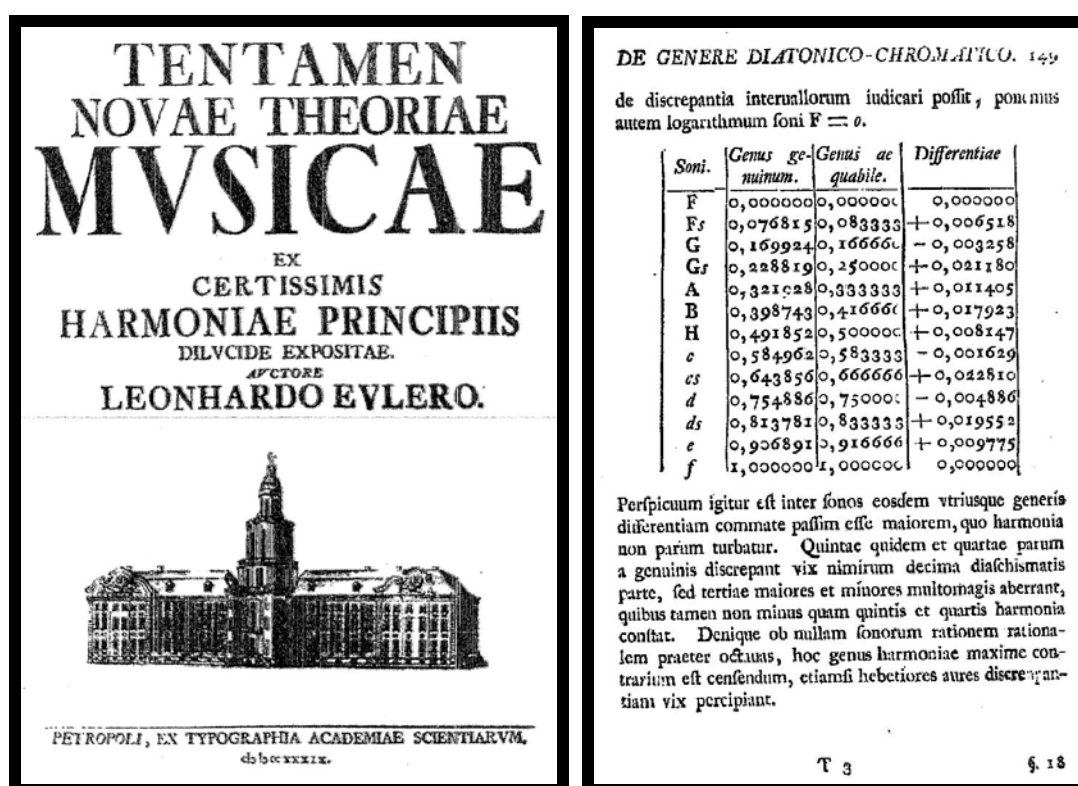 TENTAMEN
NOVAE THEORIAE
MVSICAE
EX
CERTISSIMIS
HARMONIAE PRINCIPIIS
DILVCIDE EXPOSITAE.
AVCTORE
LEONHARDO EVLERO.
PETROPOLI, EX TYPOGRAPHIA ACADEMIAE SCIENTIARVM.
cIɔ Iɔcc xxxix.
DE GENERE DIATONICO-CHROMATICO. 149
de discrepantia interuallorum iudicari poſſit, ponimus
autem logarithmum ſoni F = 0.
Soni. Genus ge- Genus ae Differentiae
nuinum. quabile.
F 0,000000 0,000000 0,000000
Fs 0,076815 0,083333 +0,006518
G 0,169924 0,166666 - 0,003258
Gs 0,228819 0,250000 +0,021180
A 0,321928 0,333333 +0,011405
B 0,398743 0,416666 +0,017923
H 0,491852 0,500000 +0,008147
c 0,584962 0,583333 - 0,001629
cs 0,643856 0,666666 +0,022810
d 0,754886 0,750000 - 0,004886
ds 0,813781 0,833333 +0,019552
e 0,906891 0,916666 +0,009775
f 1,000000 1,000000 0,000000
Perſpicuum igitur eſt inter ſonos eosdem vtriusque generis
differentiam commate paſſim eſſe maiorem, quo harmonia
non parum turbatur. Quintae quidem et quartae parum
a genuinis discrepant vix nimirum decima diaſchismatis
parte, ſed tertiae maiores et minores multomagis aberrant,
quibus tamen non minus quam quintis et quartis harmonia
conſtat. Denique ob nullam ſonorum rationem rationa-
lem praeter octauas, hoc genus harmoniae maxime con-
trarium eſt cenſendum, etiamſi hebetiores aures discrepan-
tiam vix percipiant.
T 3 §. 18